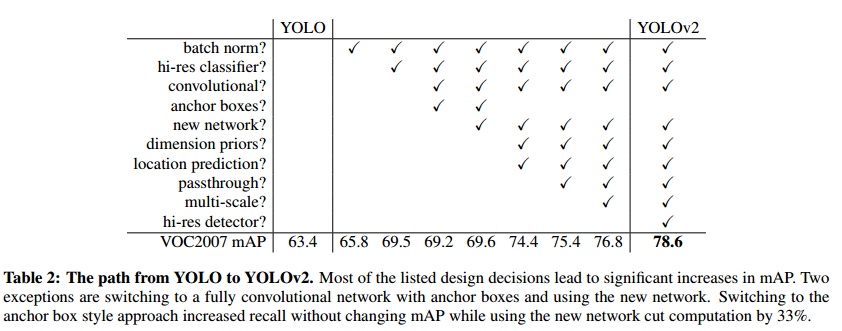 YOLO YOLOv2
batch norm? ✓ ✓ ✓ ✓ ✓ ✓ ✓ ✓
hi-res classifier? ✓ ✓ ✓ ✓ ✓ ✓ ✓
convolutional? ✓ ✓ ✓ ✓ ✓ ✓
anchor boxes? ✓ ✓
new network? ✓ ✓ ✓ ✓ ✓
dimension priors? ✓ ✓ ✓ ✓
location prediction? ✓ ✓ ✓ ✓
passthrough? ✓ ✓ ✓
multi-scale? ✓ ✓
hi-res detector? ✓
VOC2007 mAP 63.4 65.8 69.5 69.2 69.6 74.4 75.4 76.8 78.6
Table 2: The path from YOLO to YOLOv2. Most of the listed design decisions lead to significant increases in mAP. Two
exceptions are switching to a fully convolutional network with anchor boxes and using the new network. Switching to the
anchor box style approach increased recall without changing mAP while using the new network cut computation by 33%.